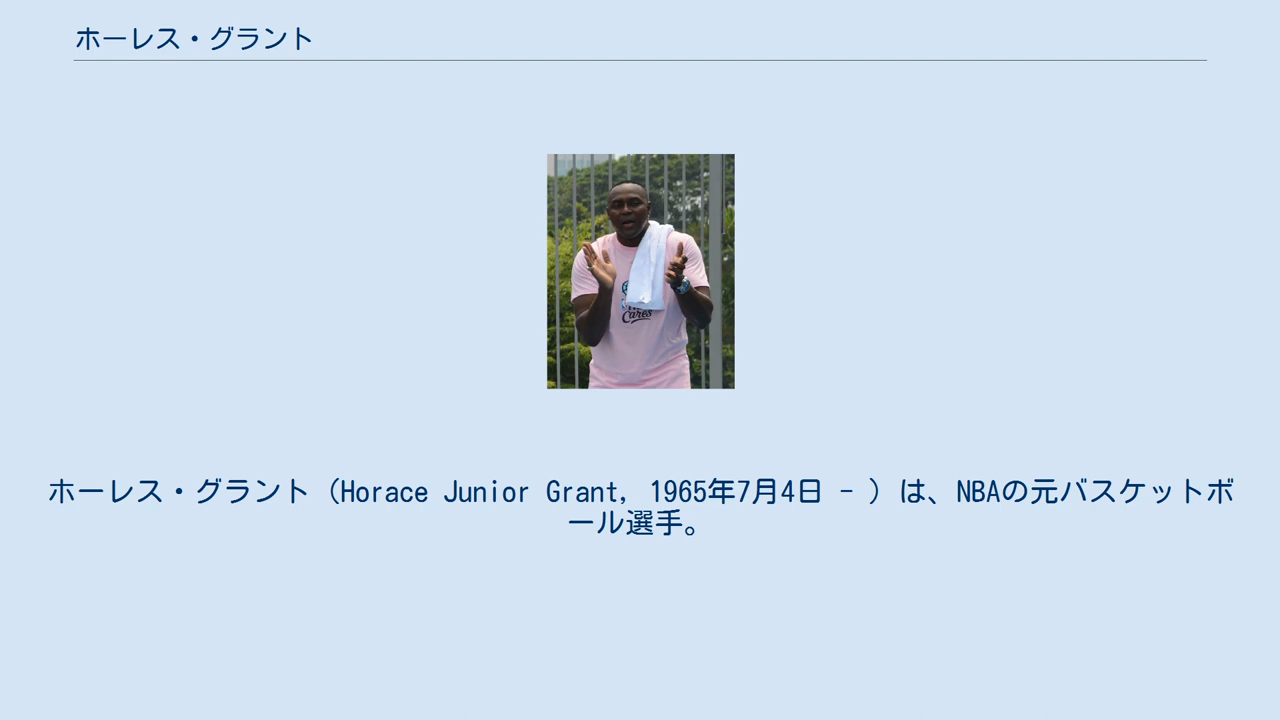 ホーレス・グラント
Cares
ホーレス・グラント（Horace Junior Grant, 1965年7月4日 - ）は、NBAの元バスケットボ
ール選手。